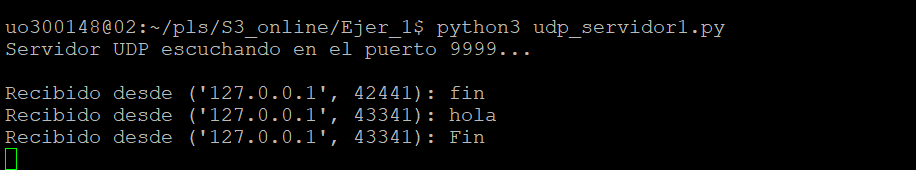 uo300148@02:~/pls/S3_online/Ejer_1$ python3 udp_servidor1.py
Servidor UDP escuchando en el puerto 9999...
Recibido desde ('127.0.0.1', 42441): fin
Recibido desde ('127.0.0.1', 43341): hola
Recibido desde ('127.0.0.1', 43341): Fin